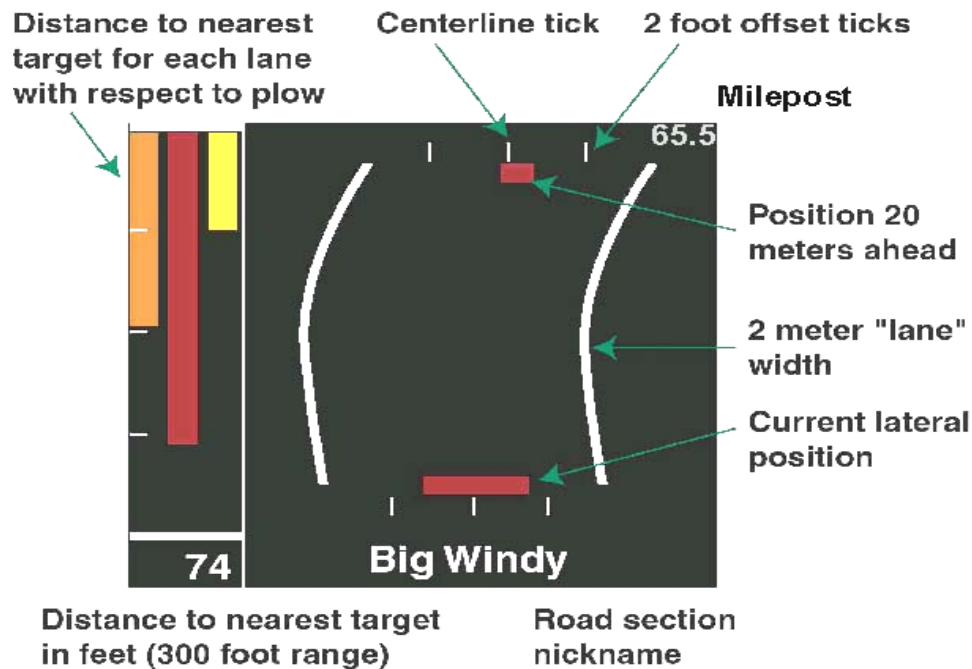 Distance to nearest
target for each lane
with respect to plow
Centerline tick
2 foot offset ticks
Milepost
65.5
Position 20
meters ahead
2 meter "lane"
width
Current lateral
position
74
Big Windy
Distance to nearest target
in feet (300 foot range)
Road section
nickname